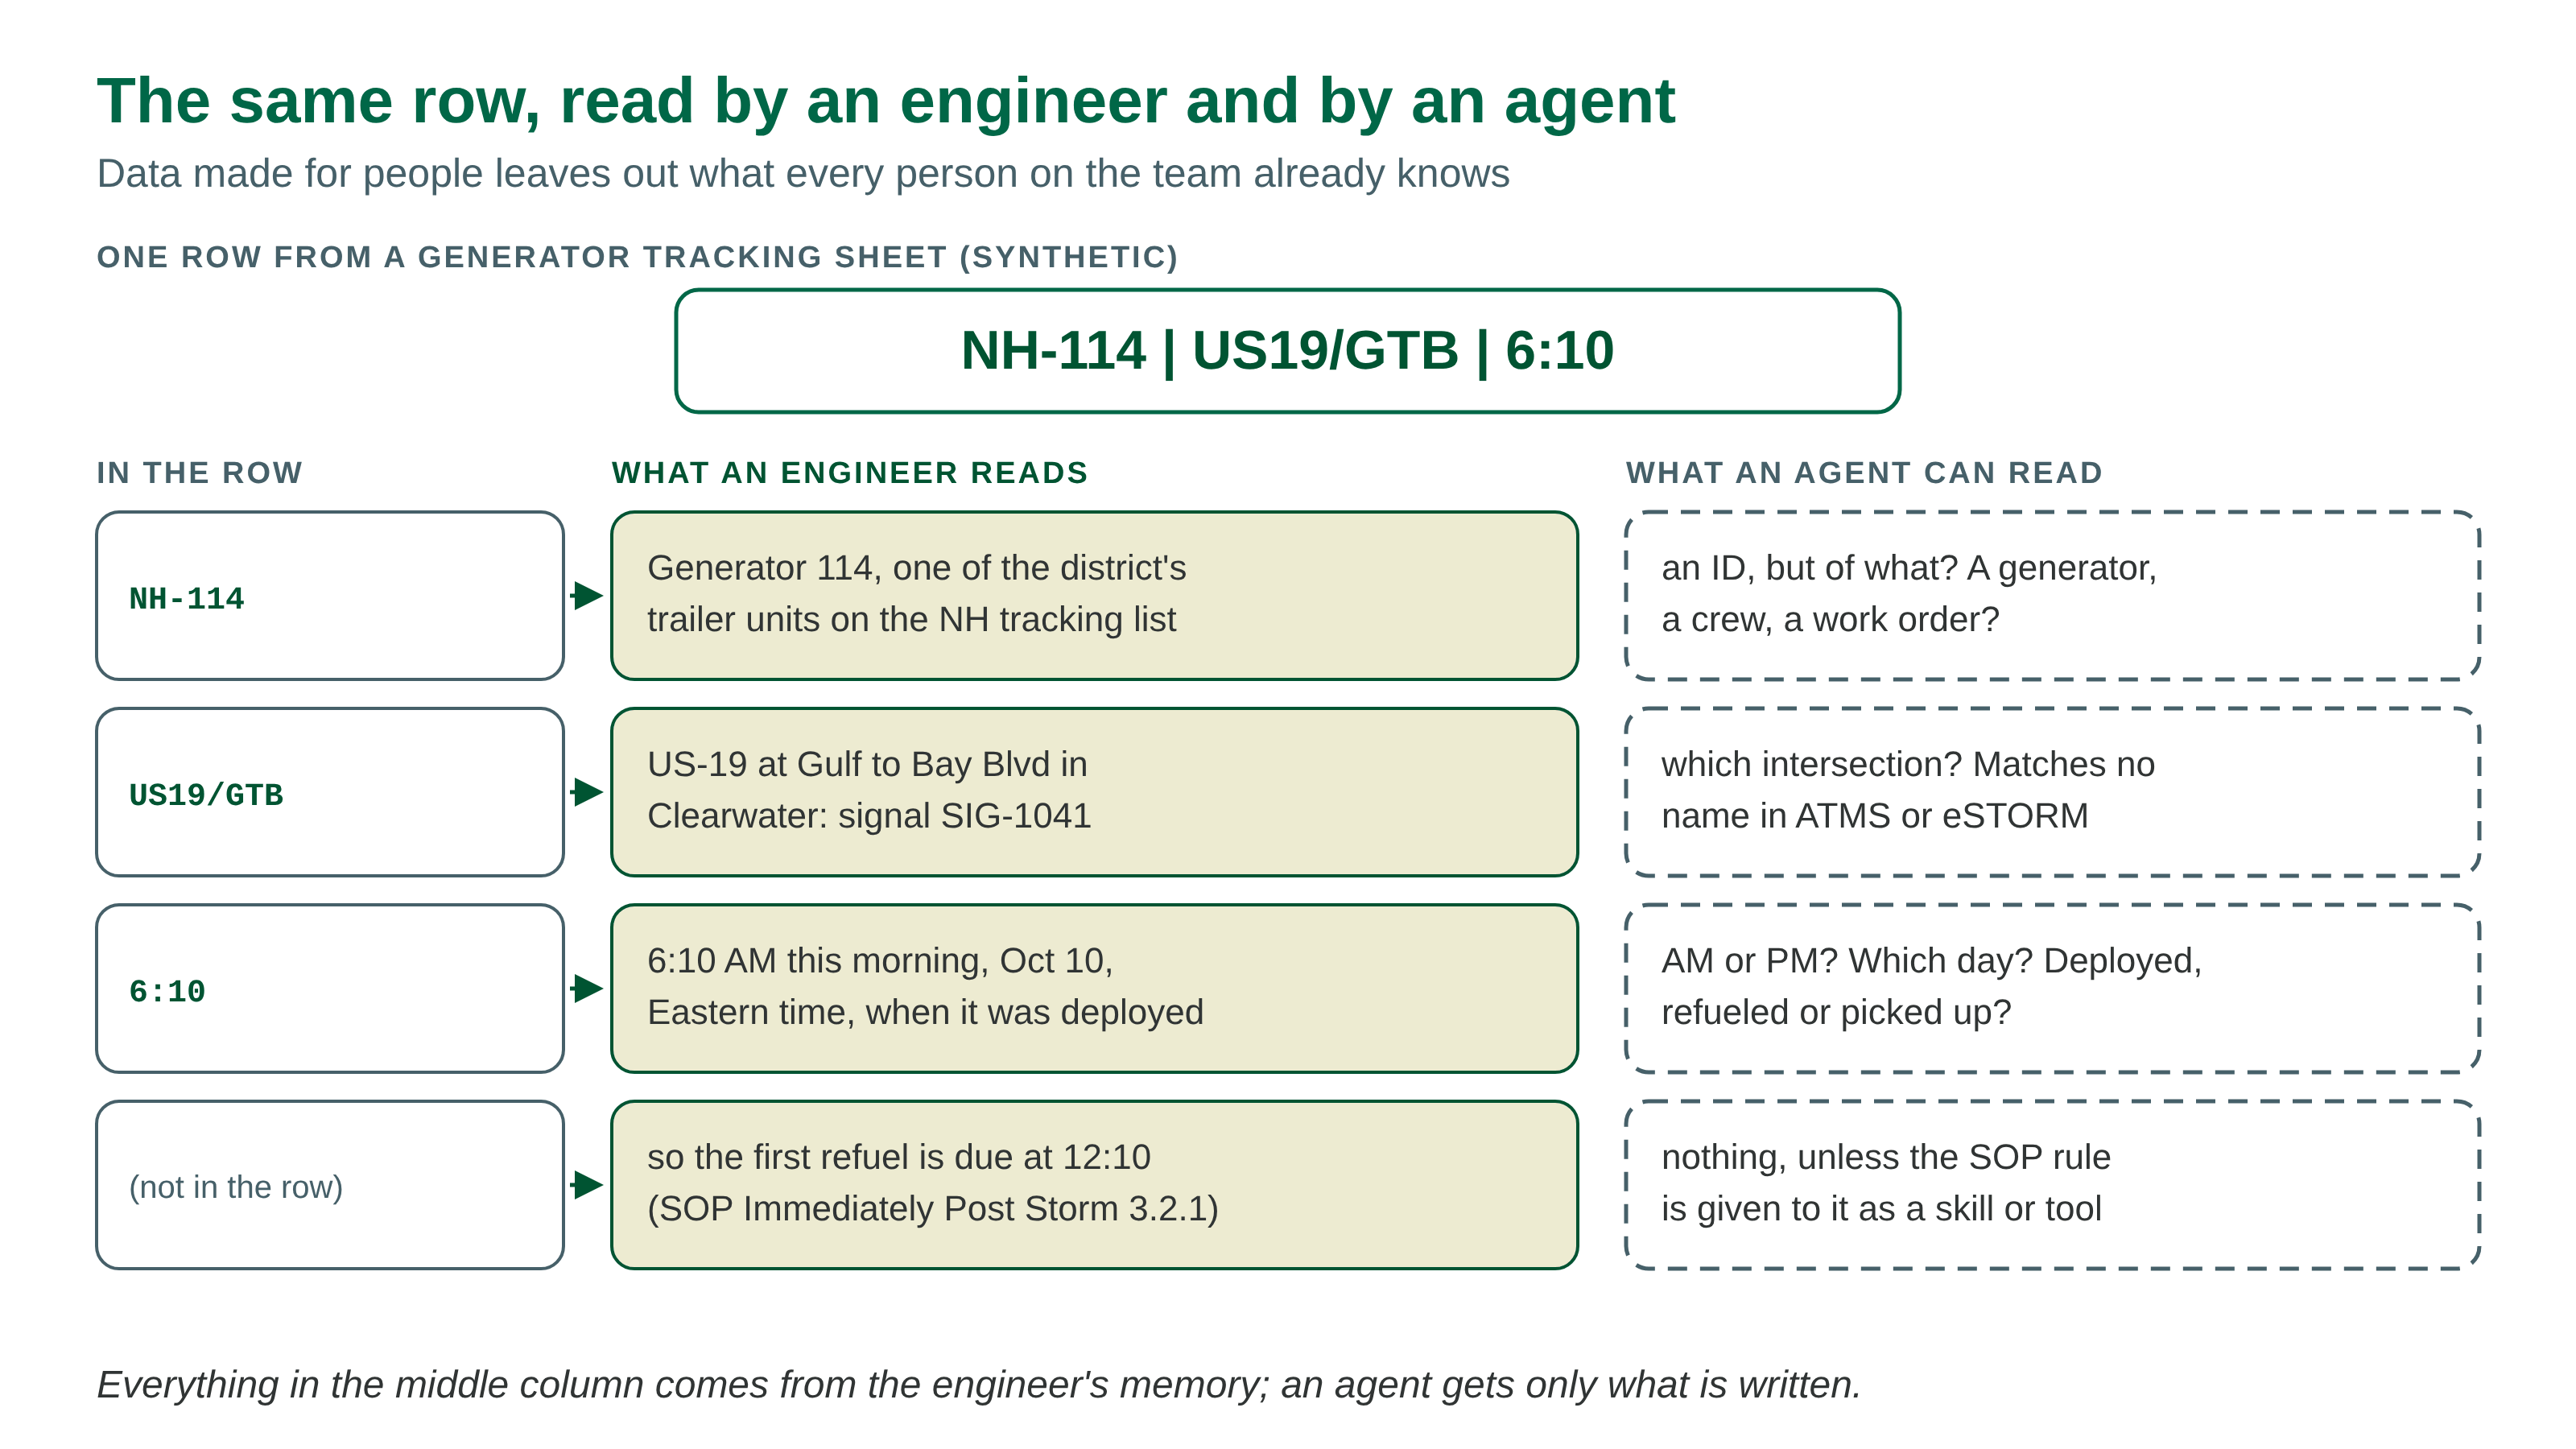 The same row, read by an engineer and by an agent
Data made for people leaves out what every person on the team already knows
ONE ROW FROM A GENERATOR TRACKING SHEET (SYNTHETIC)
NH-114 | US19/GTB | 6:10
IN THE ROW
WHAT AN ENGINEER READS
WHAT AN AGENT CAN READ
NH-114
Generator 114, one of the district's
trailer units on the NH tracking list
an ID, but of what? A generator,
a crew, a work order?
US19/GTB
US-19 at Gulf to Bay Blvd in
Clearwater: signal SIG-1041
which intersection? Matches no
name in ATMS or eSTORM
6:10
6:10 AM this morning, Oct 10,
Eastern time, when it was deployed
AM or PM? Which day? Deployed,
refueled or picked up?
(not in the row)
so the first refuel is due at 12:10
(SOP Immediately Post Storm 3.2.1)
nothing, unless the SOP rule
is given to it as a skill or tool
Everything in the middle column comes from the engineer's memory; an agent gets only what is written.